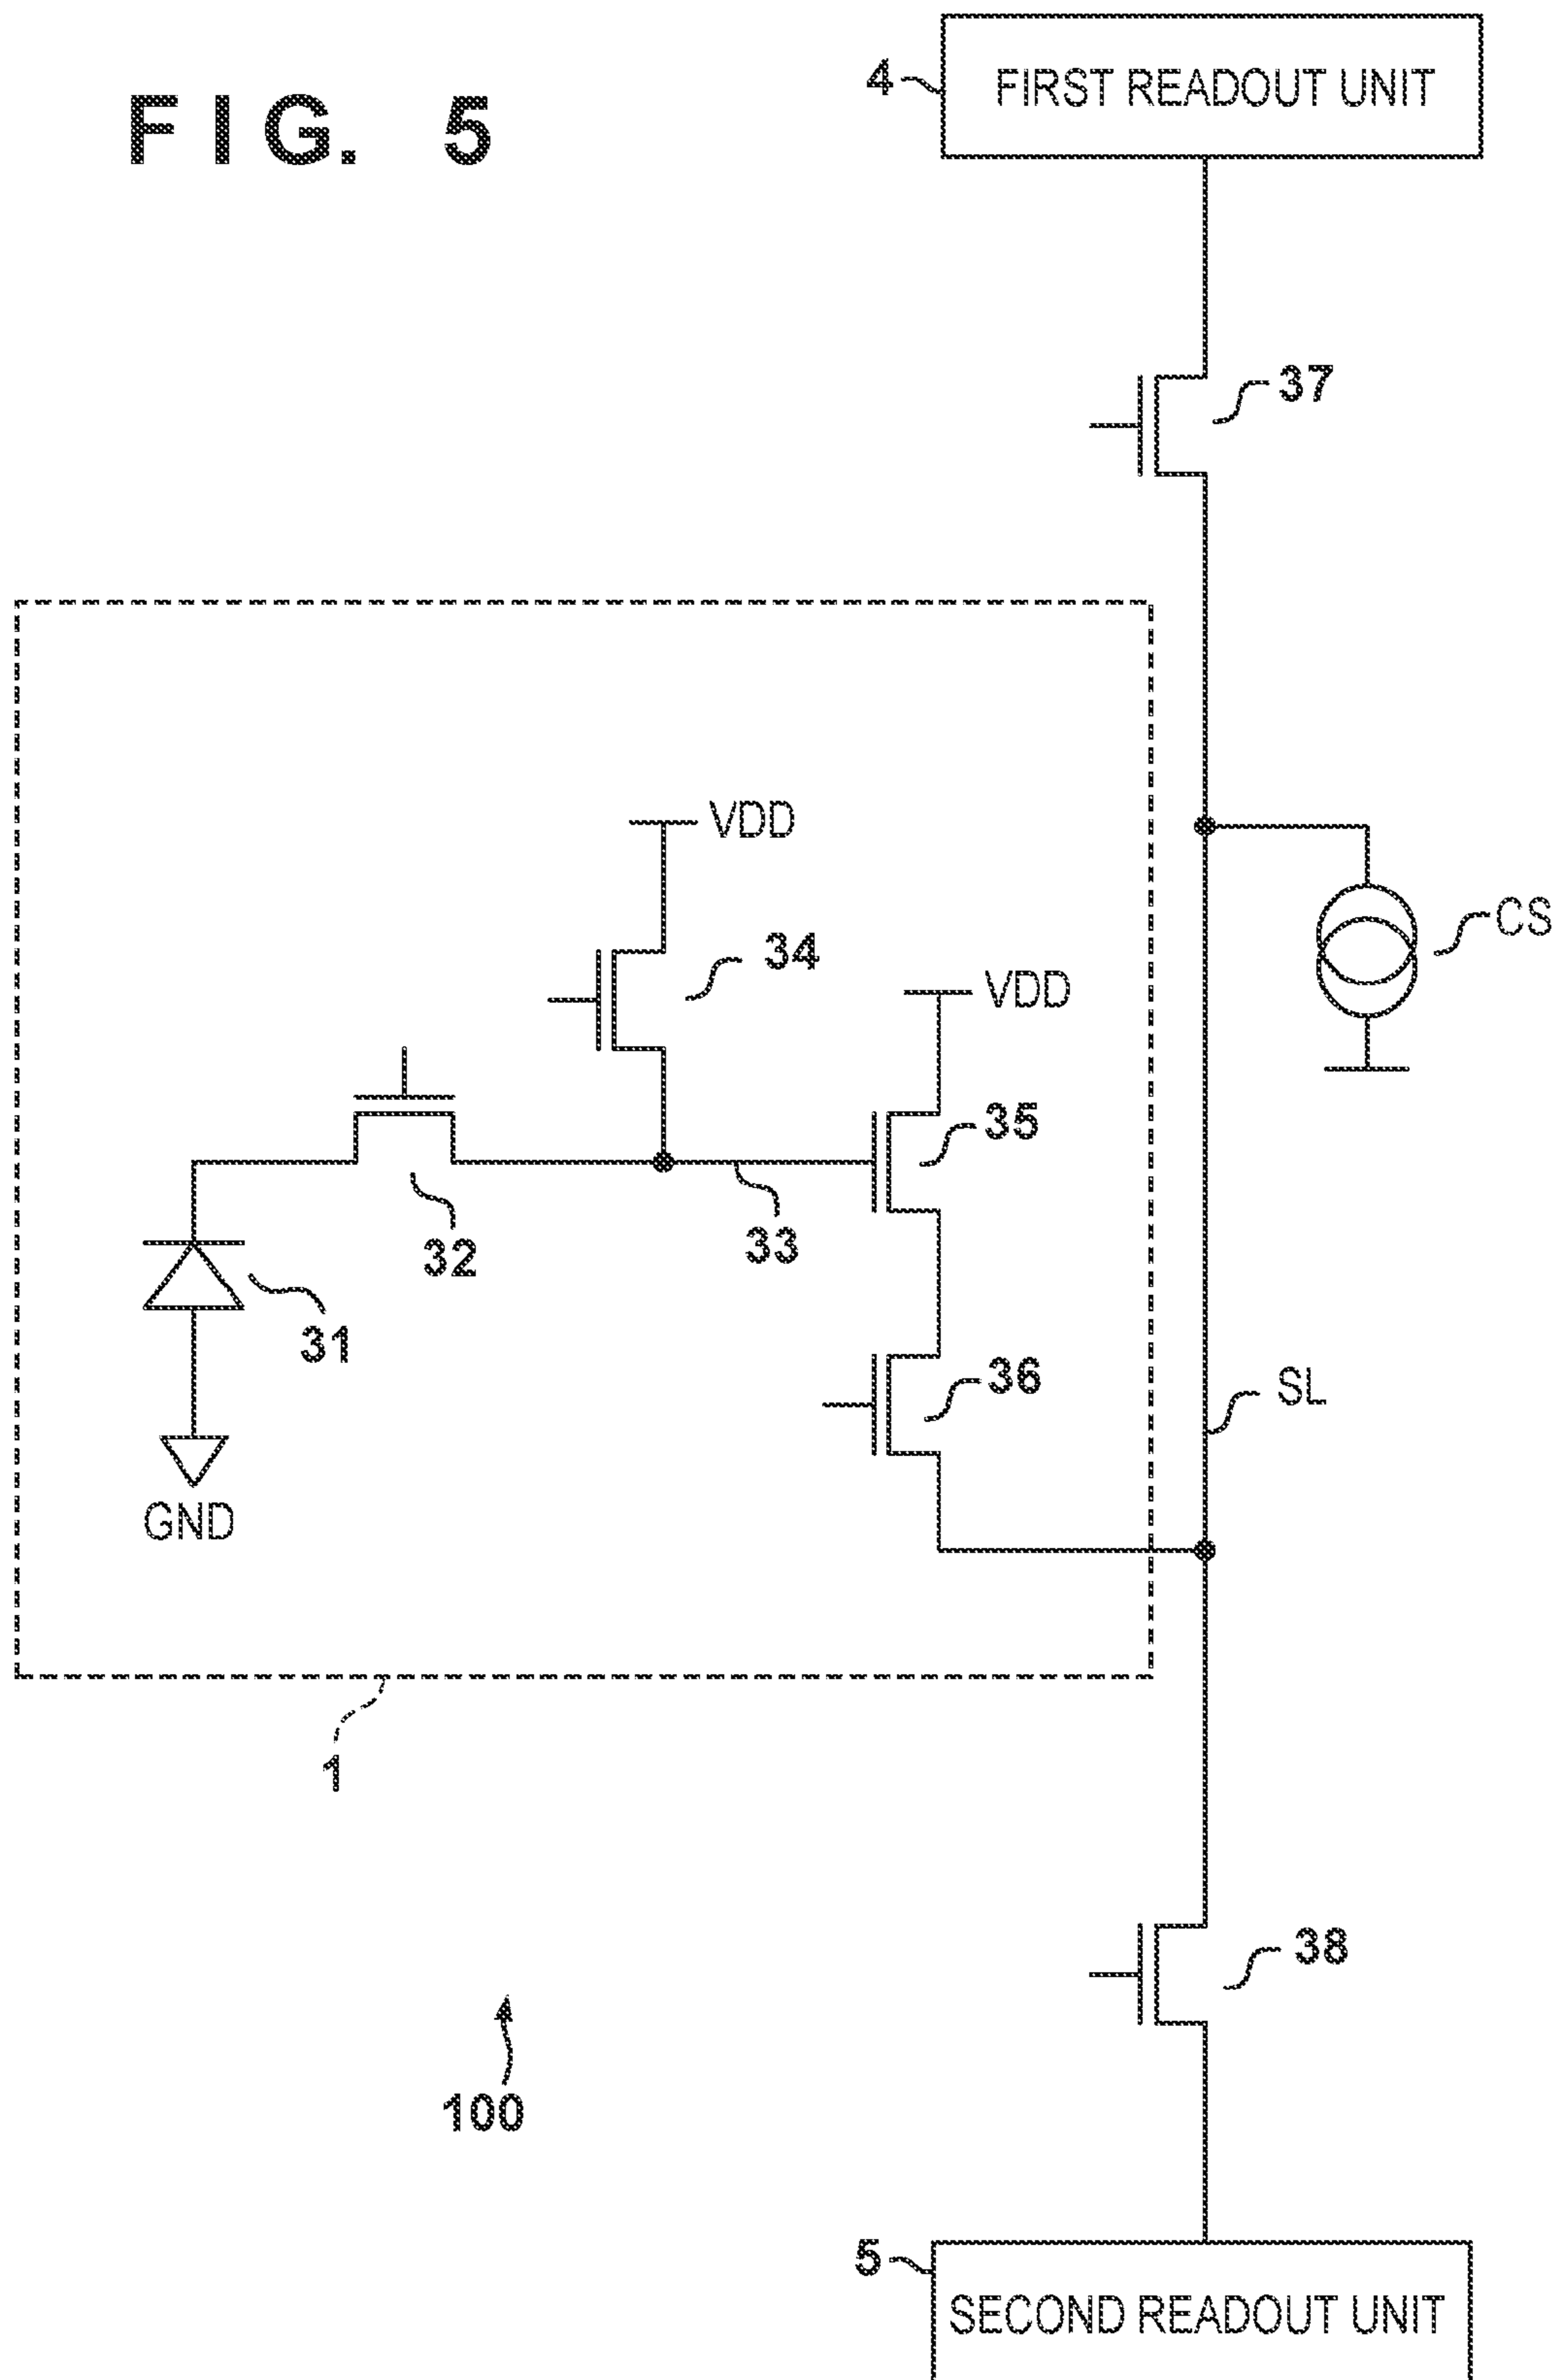 FIG. 5
4
FIRST READOUT UNIT
37
VDD
34
VDD
CS
35
32
33
31
36
SL
GND
1
38
100
5
SECOND READOUT UNIT